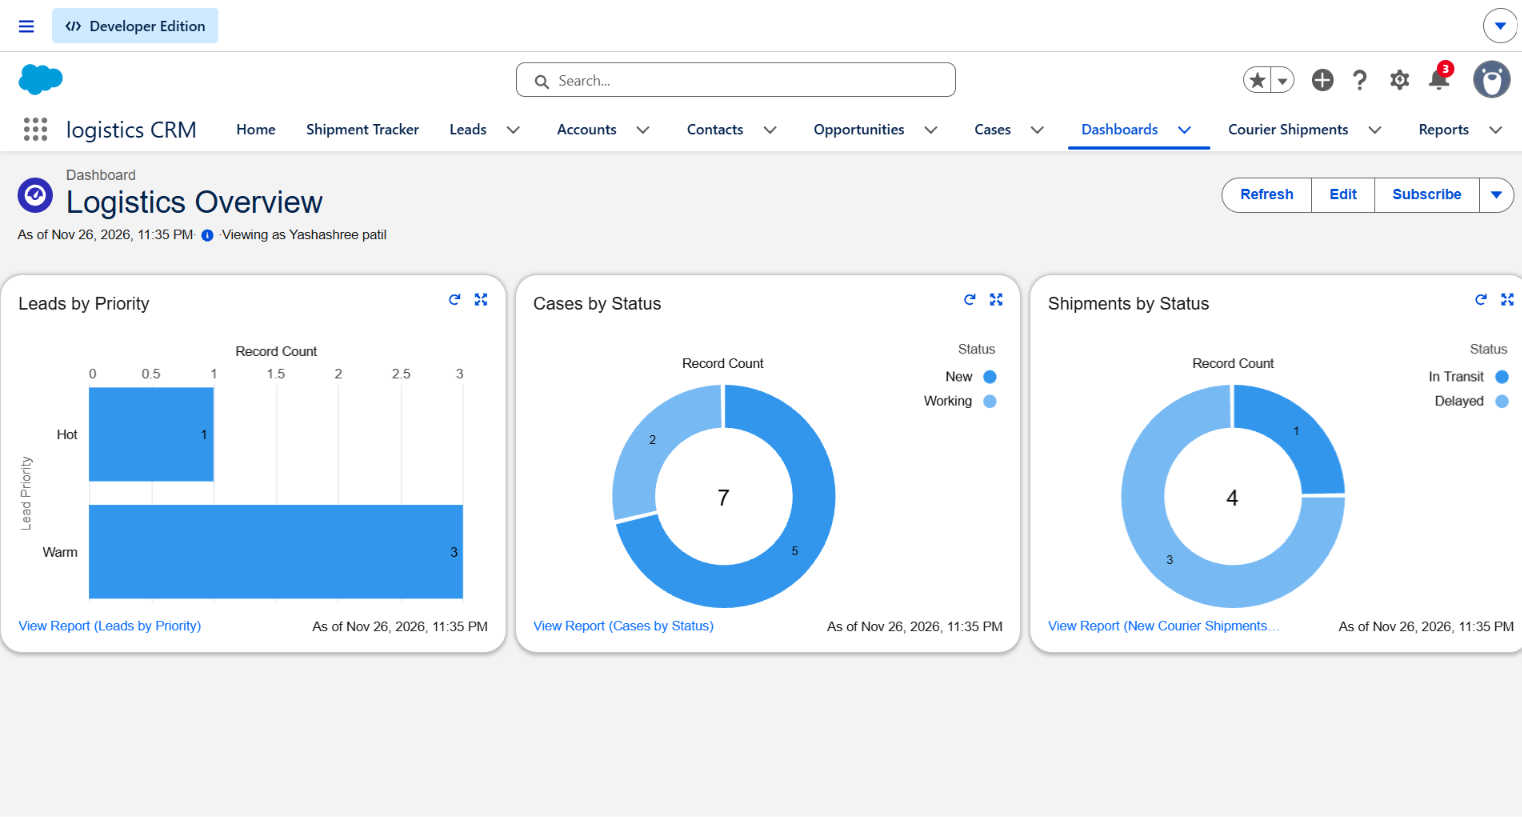 Developer Edition
Search...
3
logistics CRM Home Shipment Tracker Leads Accounts Contacts Opportunities Cases Dashboards Courier Shipments Reports
Dashboard
Logistics Overview
Refresh Edit Subscribe
As of Nov 26, 2026, 11:35 PM· ·Viewing as Yashashree patil
Leads by Priority
Record Count
0 0.5 1 1.5 2 2.5 3
Lead Priority
Hot 1
Warm 3
View Report (Leads by Priority) As of Nov 26, 2026, 11:35 PM
Cases by Status
Status
Record Count
New
Working
2
7
5
View Report (Cases by Status) As of Nov 26, 2026, 11:35 PM
Shipments by Status
Status
Record Count
In Transit
Delayed
1
4
3
View Report (New Courier Shipments… As of Nov 26, 2026, 11:35 PM